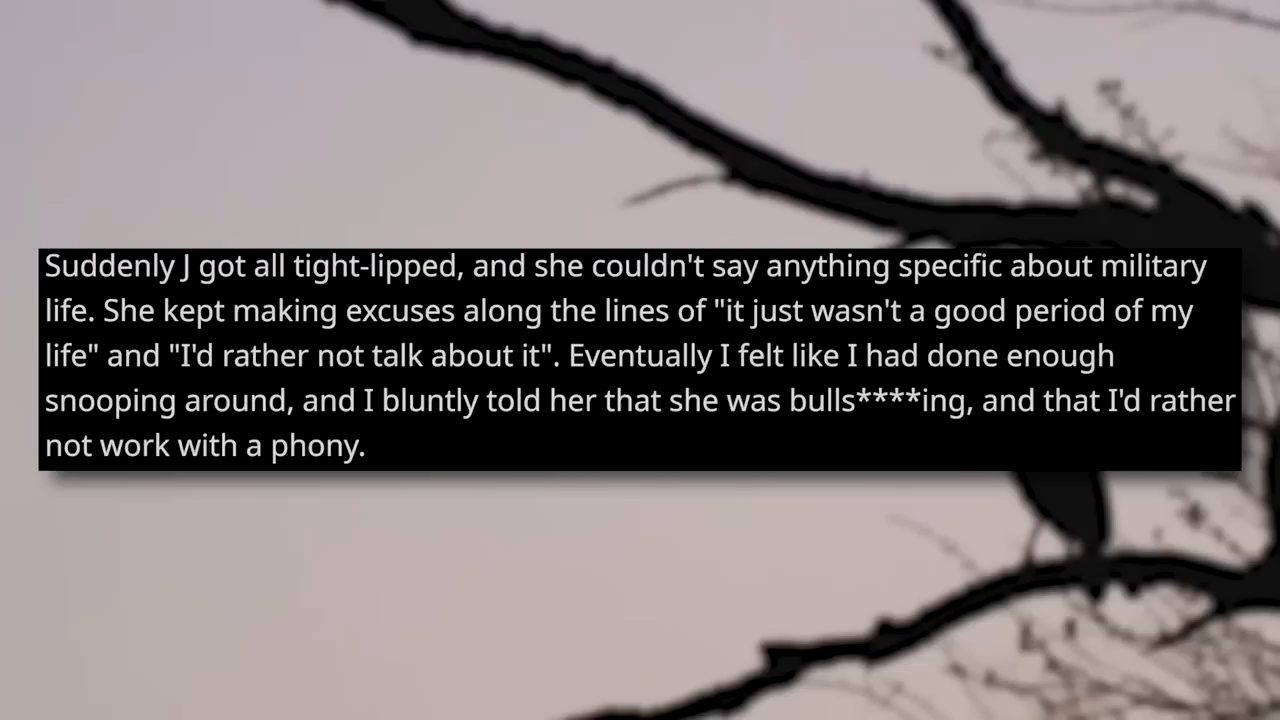 Suddenly J got all tight-lipped, and she couldn't say anything specific about military
life. She kept making excuses along the lines of "it just wasn't a good period of my
life" and "I'd rather not talk about it". Eventually I felt like I had done enough
snooping around, and I bluntly told her that she was bulls****ing, and that I'd rather
not work with a phony.